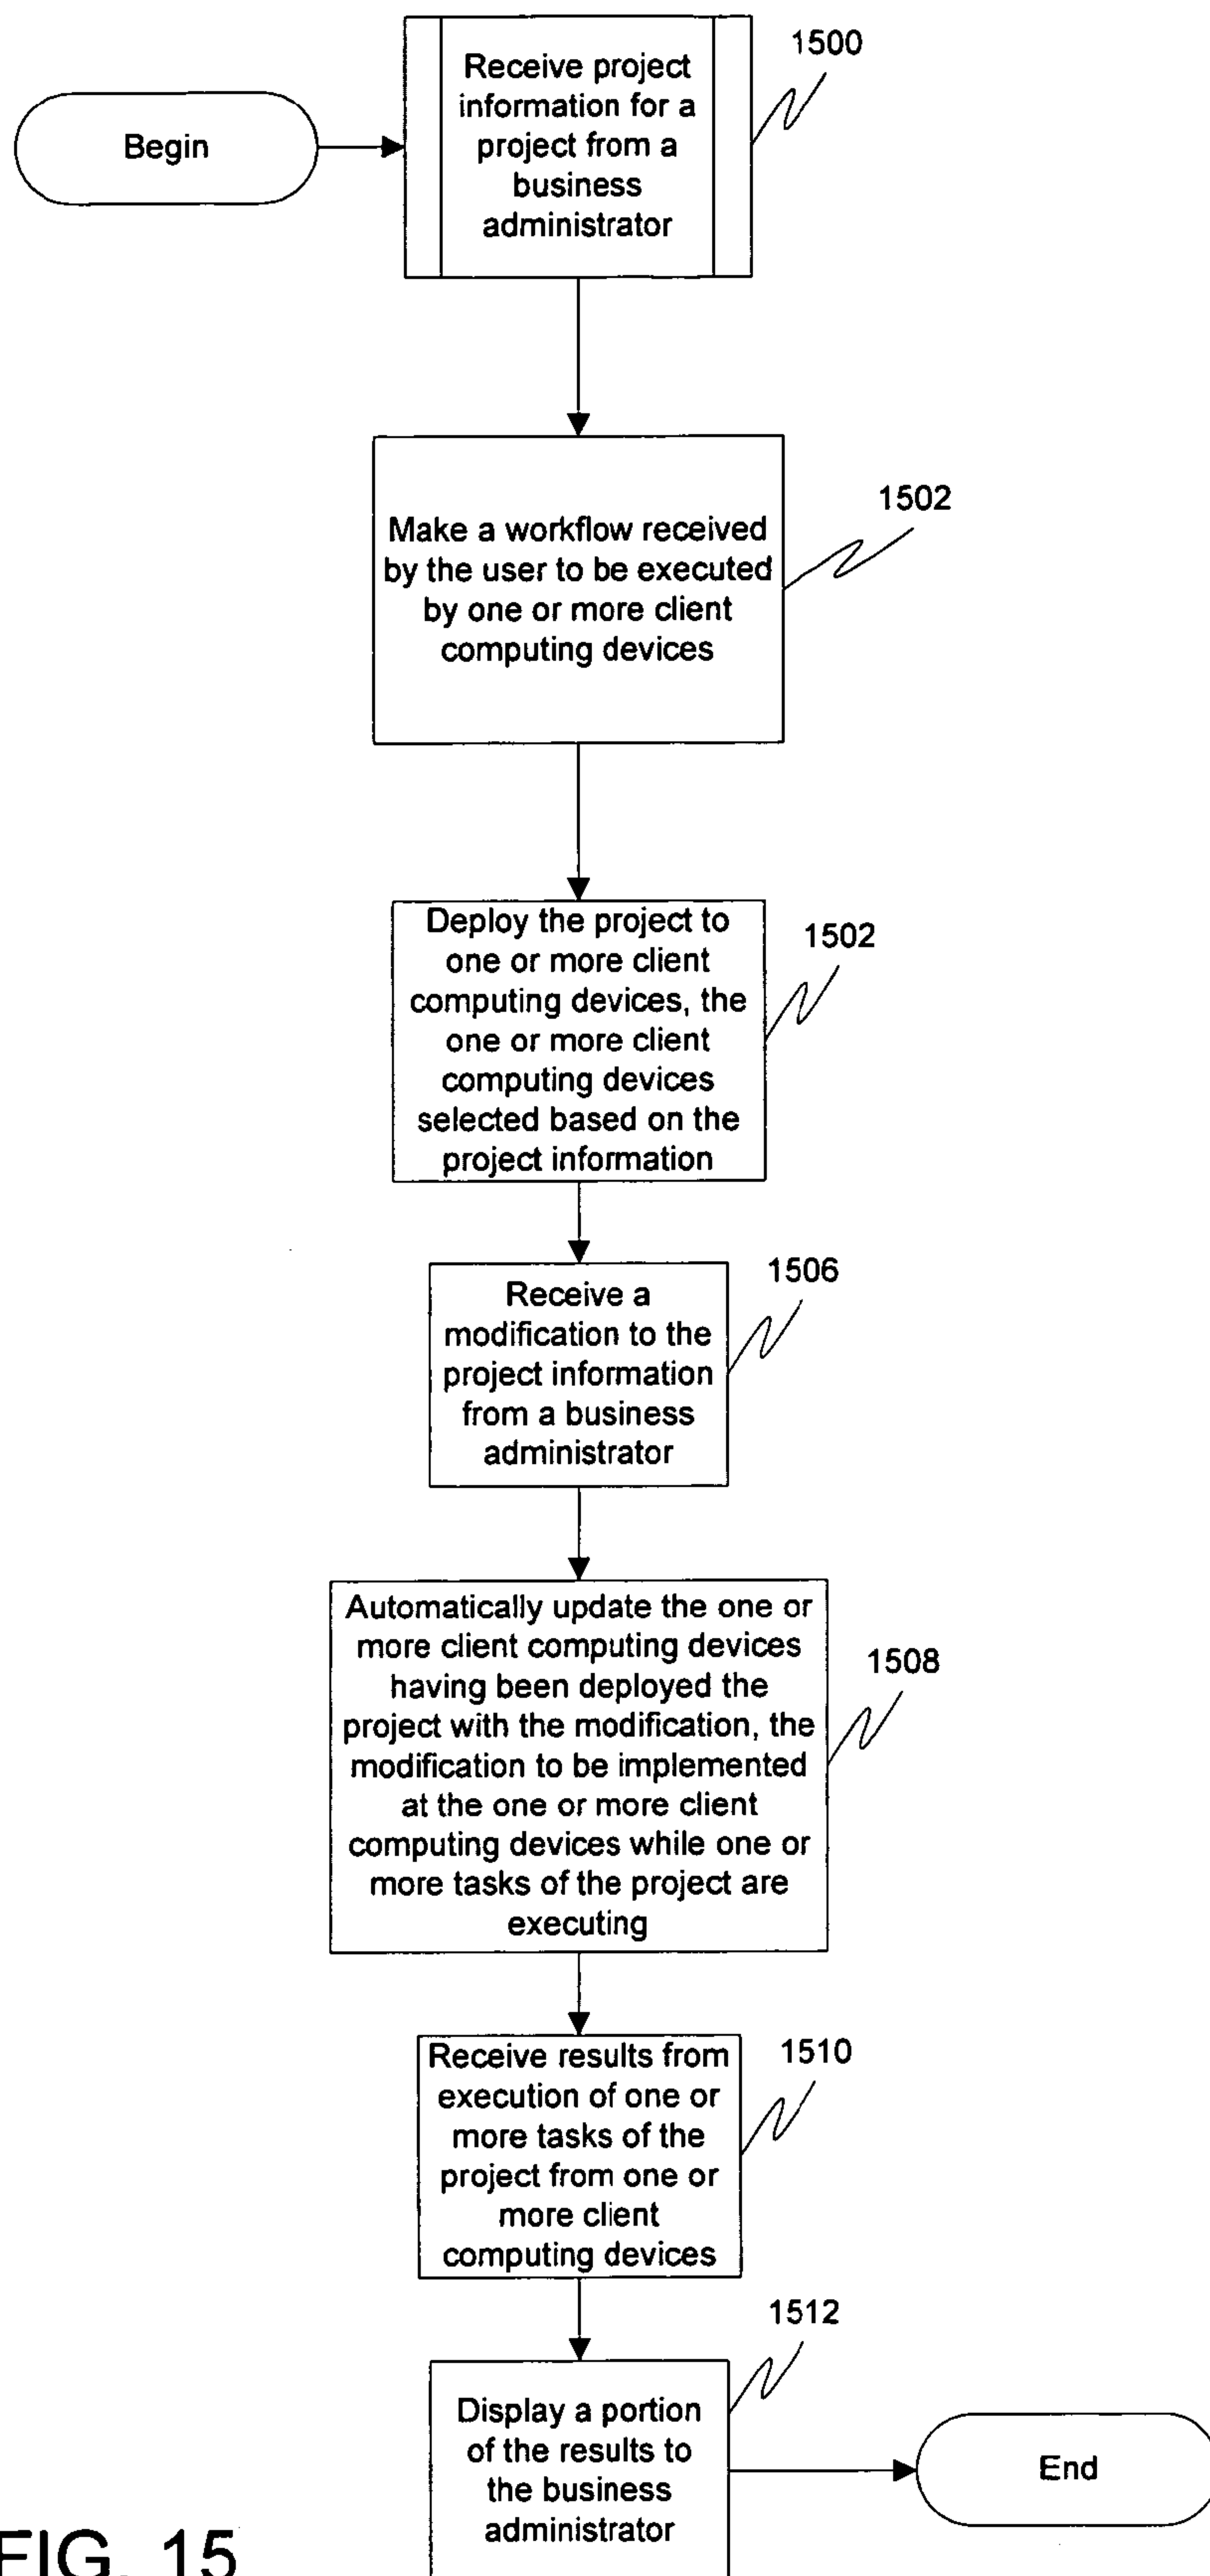 Begin
Receive project
information for a
project from a
business
administrator
1500
Make a workflow received
by the user to be executed
by one or more client
computing devices
1502
Deploy the project to
one or more client
computing devices, the
one or more client
computing devices
selected based on the
project information
1502
Receive a
modification to the
project information
from a business
administrator
1506
Automatically update the one or
more client computing devices
having been deployed the
project with the modification, the
modification to be implemented
at the one or more client
computing devices while one or
more tasks of the project are
executing
1508
Receive results from
execution of one or
more tasks of the
project from one or
more client
computing devices
1510
Display a portion
of the results to
the business
administrator
1512
End
FIG. 15